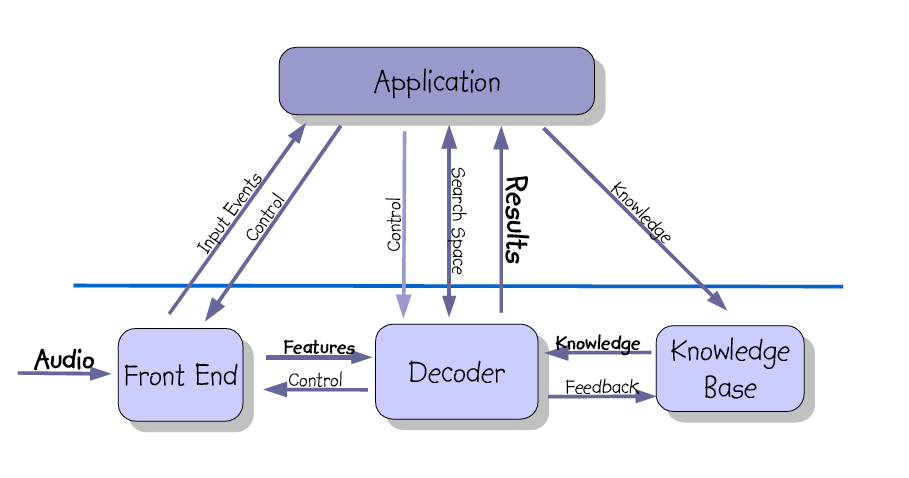 Application
Input Events
Control
Control
Search Space
Results
Knowledge
Audio
Front End
Features
Control
Decoder
Knowledge
Feedback
Knowledge
Base